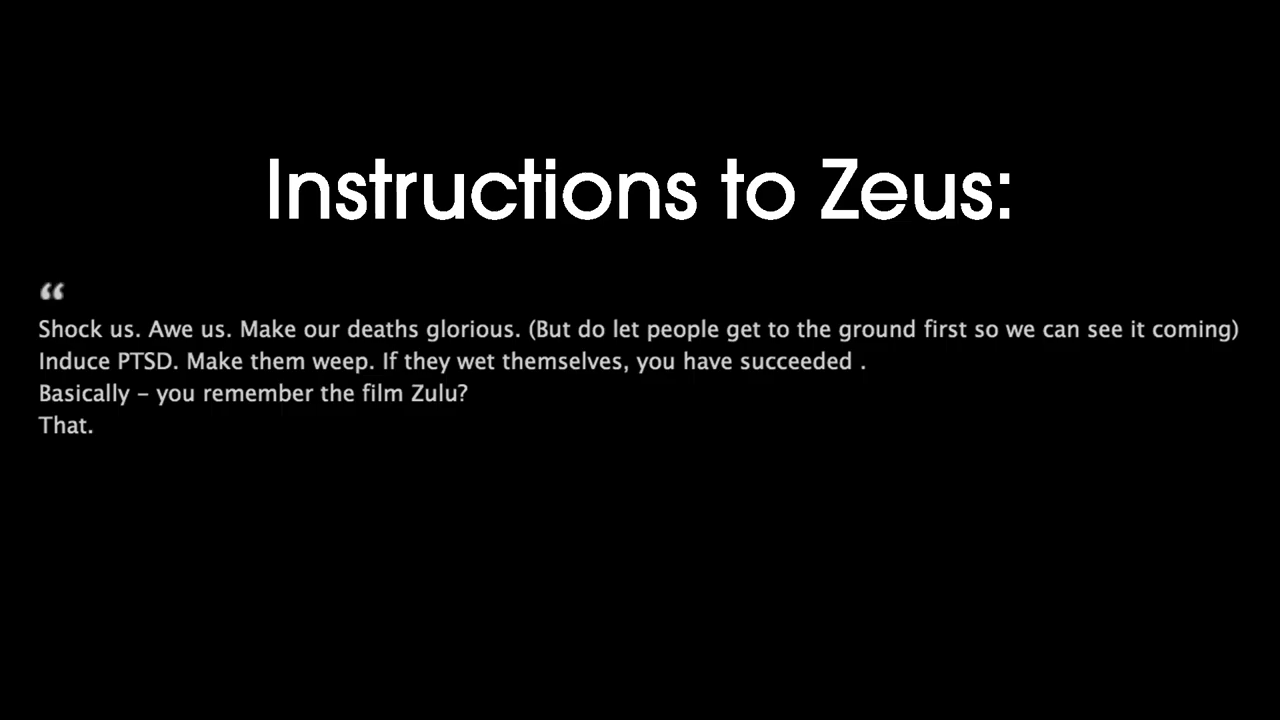 Instructions to Zeus:
“
Shock us. Awe us. Make our deaths glorious. (But do let people get to the ground first so we can see it coming)
Induce PTSD. Make them weep. If they wet themselves, you have succeeded .
Basically – you remember the film Zulu?
That.